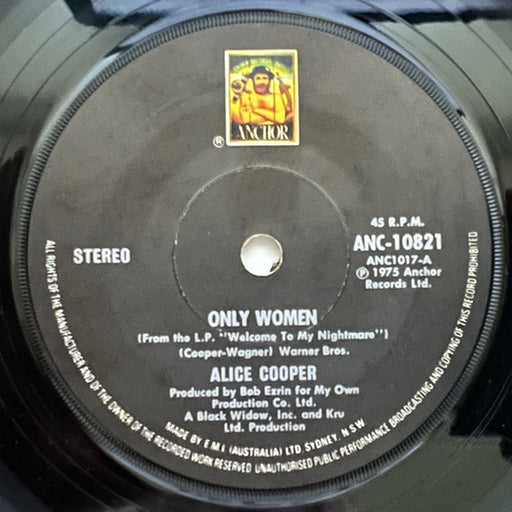 ANCHOR
®
STEREO
45 R.P.M.
ANC-10821
ANC1017-A
Ⓟ 1975 Anchor
Records Ltd.
ONLY WOMEN
(From the L.P. "Welcome To My Nightmare")
(Cooper-Wagner) Warner Bros.
ALICE COOPER
Produced by Bob Ezrin for My Own
Production Co. Ltd.
A Black Widow, Inc. and Kru
Ltd. Production
MADE BY E.M.I. (AUSTRALIA) LTD. SYDNEY, N.S.W.
ALL RIGHTS OF THE MANUFACTURER AND OF THE OWNER OF THE RECORDED WORK RESERVED UNAUTHORISED PUBLIC PERFORMANCE BROADCASTING AND COPYING OF THIS RECORD PROHIBITED